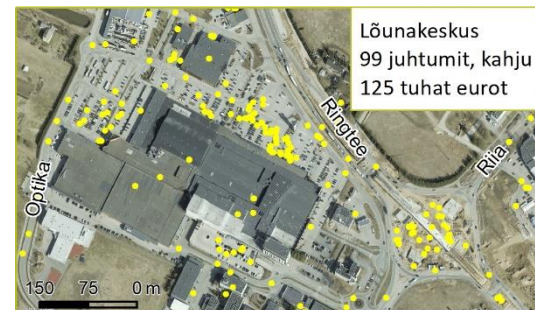 Lõunakeskus
99 juhtumit, kahju
125 tuhat eurot
Ringtee
Riia
Optika
150 75 0 m